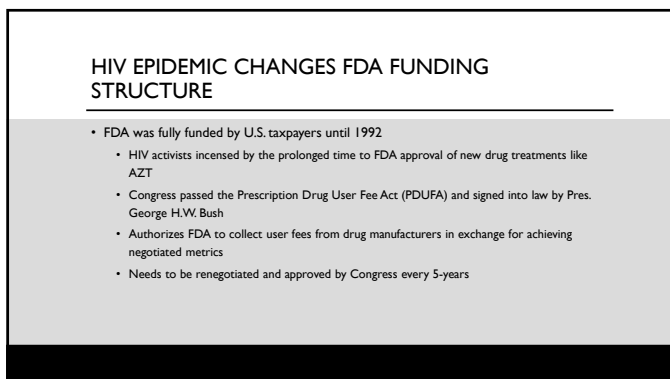 HIV EPIDEMIC CHANGES FDA FUNDING
STRUCTURE
• FDA was fully funded by U.S. taxpayers until 1992
• HIV activists incensed by the prolonged time to FDA approval of new drug treatments like
AZT
• Congress passed the Prescription Drug User Fee Act (PDUFA) and signed into law by Pres.
George H.W. Bush
• Authorizes FDA to collect user fees from drug manufacturers in exchange for achieving
negotiated metrics
• Needs to be renegotiated and approved by Congress every 5-years